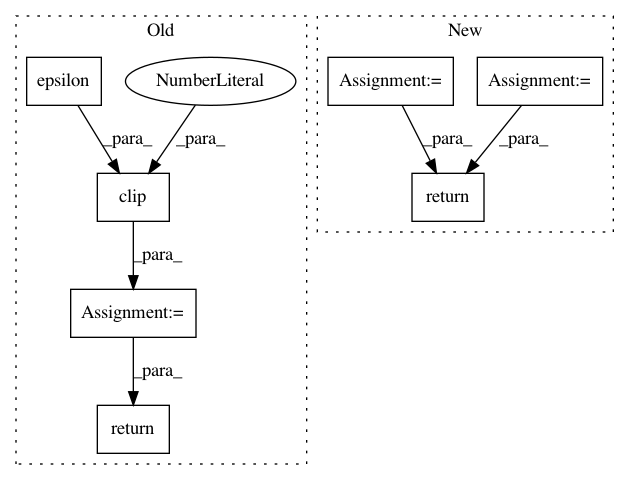 Old
New
epsilon
NumberLiteral
Assignment:=
Assignment:=
_para_
_para_
_para_
_para_
clip
return
_para_
Assignment:=
_para_
return